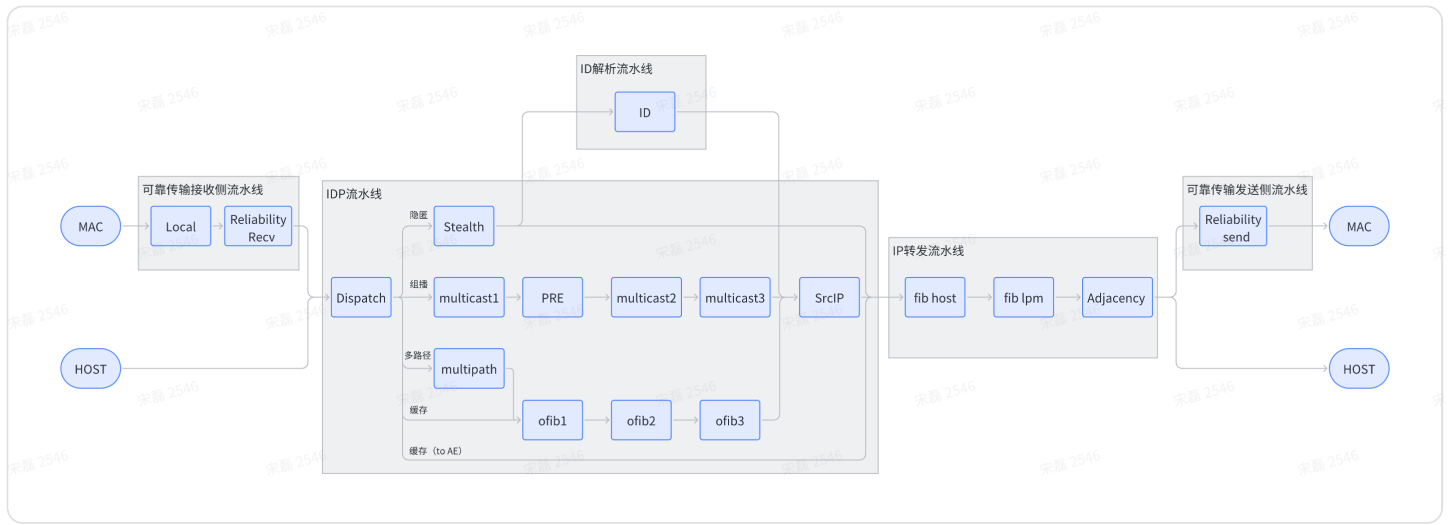 宋磊 2546
ID解析流水线
ID
可靠传输接收侧流水线
MAC
Local
Reliability
Recv
HOST
IDP流水线
Dispatch
隐匿
Stealth
组播
multicast1
PRE
multicast2
multicast3
SrcIP
多路径
multipath
缓存
ofib1
ofib2
ofib3
缓存（to AE）
IP转发流水线
fib host
fib lpm
Adjacency
可靠传输发送侧流水线
Reliability
send
MAC
HOST